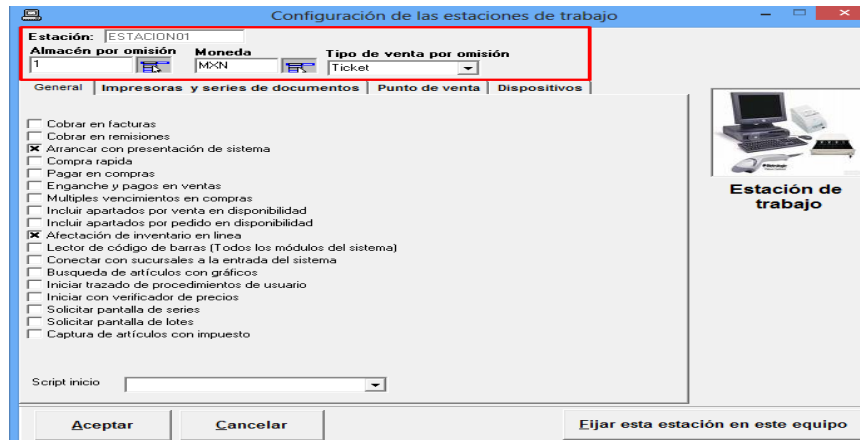 Configuración de las estaciones de trabajo
Estación: ESTACION01
Almacén por omisión Moneda Tipo de venta por omisión
1 MXN Ticket
General Impresoras y series de documentos Punto de venta Dispositivos
Cobrar en facturas
Cobrar en remisiones
Arrancar con presentación de sistema
Compra rapida
Pagar en compras
Enganche y pagos en ventas
Multiples vencimientos en compras
Incluir apartados por venta en disponibilidad
Incluir apartados por pedido en disponibilidad
Afectación de inventario en linea
Lector de código de barras (Todos los módulos del sistema)
Conectar con sucursales a la entrada del sistema
Busqueda de artículos con gráficos
Iniciar trazado de procedimientos de usuario
Iniciar con verificador de precios
Solicitar pantalla de series
Solicitar pantalla de lotes
Captura de artículos con impuesto
Script inicio
Estación de
trabajo
Aceptar Cancelar Fijar esta estación en este equipo